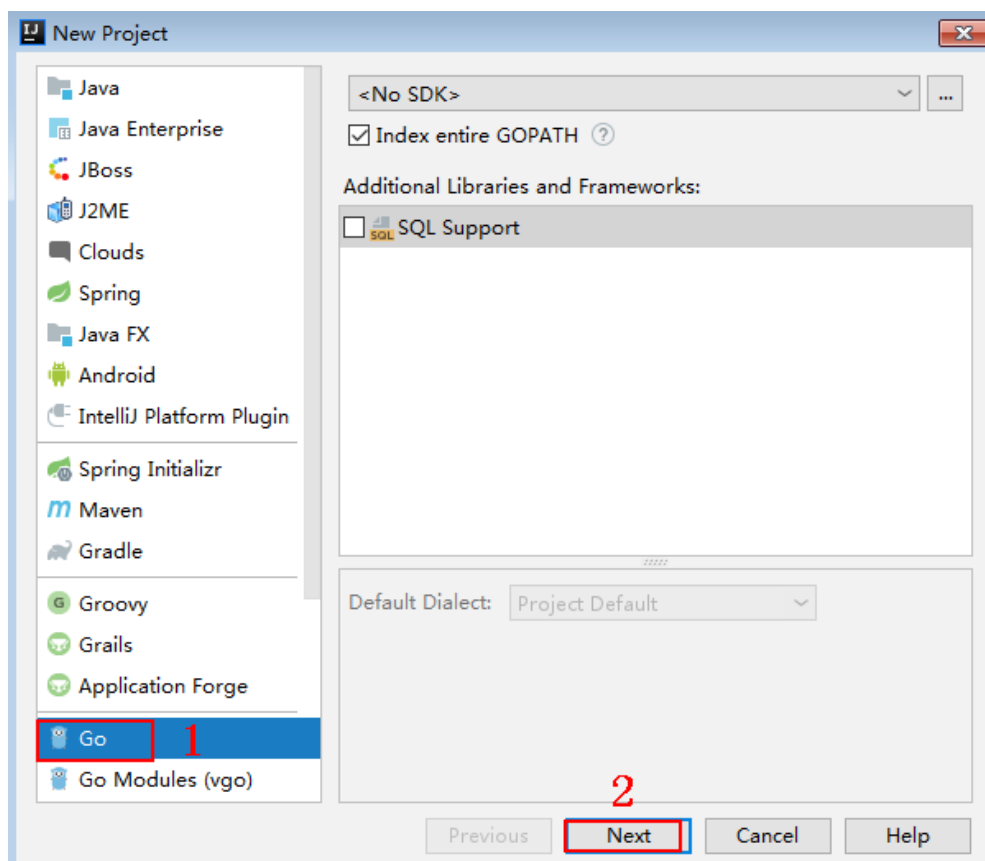 New Project
Java
Java Enterprise
JBoss
J2ME
Clouds
Spring
Java FX
Android
IntelliJ Platform Plugin
Spring Initializr
Maven
Gradle
Groovy
Grails
Application Forge
Go 1
Go Modules (vgo)
<No SDK>
...
Index entire GOPATH ?
Additional Libraries and Frameworks:
SQL SQL Support
Default Dialect: Project Default
2
Previous Next Cancel Help